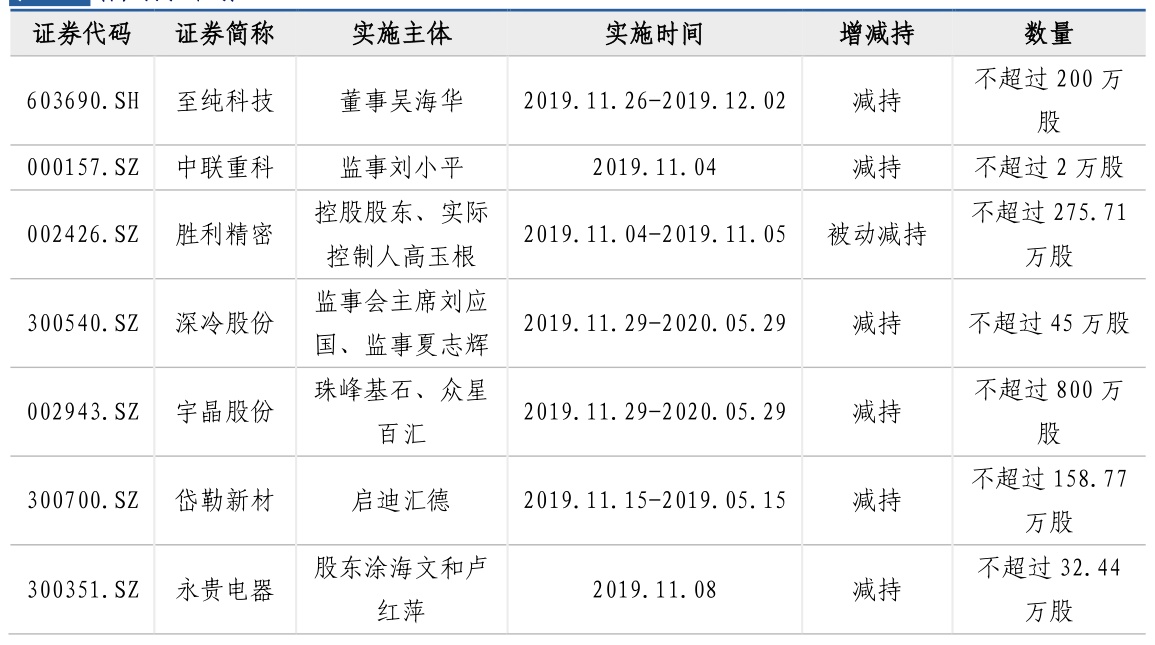 证券代码 证券简称 实施主体 实施时间 增减持 数量
603690.SH 至纯科技 董事吴海华 2019.11.26-2019.12.02 减持 不超过 200 万
股
000157.SZ 中联重科 监事刘小平 2019.11.04 减持 不超过 2 万股
002426.SZ 胜利精密 控股股东、实际 2019.11.04-2019.11.05 被动减持 不超过 275.71
控制人高玉根 万股
300540.SZ 深冷股份 监事会主席刘应 2019.11.29-2020.05.29 减持 不超过 45 万股
国、监事夏志辉
002943.SZ 宇晶股份 珠峰基石、众星 2019.11.29-2020.05.29 减持 不超过 800 万
百汇 股
300700.SZ 岱勒新材 启迪汇德 2019.11.15-2019.05.15 减持 不超过 158.77
万股
300351.SZ 永贵电器 股东涂海文和卢 2019.11.08 减持 不超过 32.44
红萍 万股